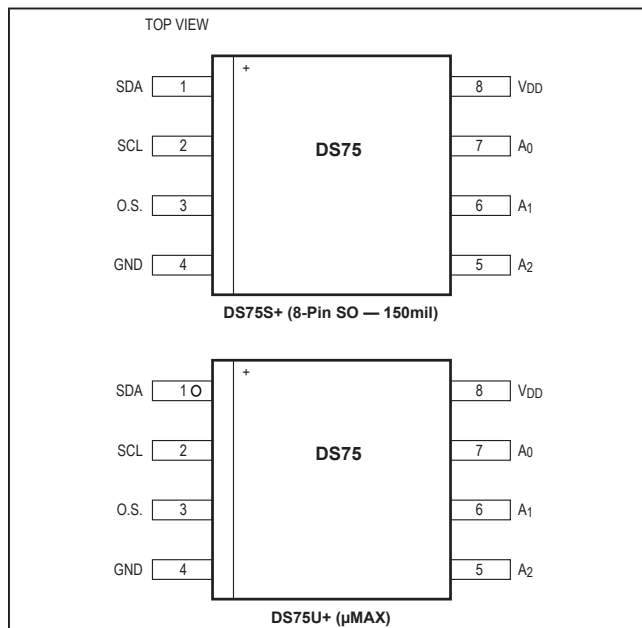 TOP VIEW
+
SDA 1 8 VDD
SCL 2 DS75 7 A0
O.S. 3 6 A1
GND 4 5 A2
DS75S+ (8-Pin SO — 150mil)
+
SDA 1 O 8 VDD
SCL 2 DS75 7 A0
O.S. 3 6 A1
GND 4 5 A2
DS75U+ (µMAX)